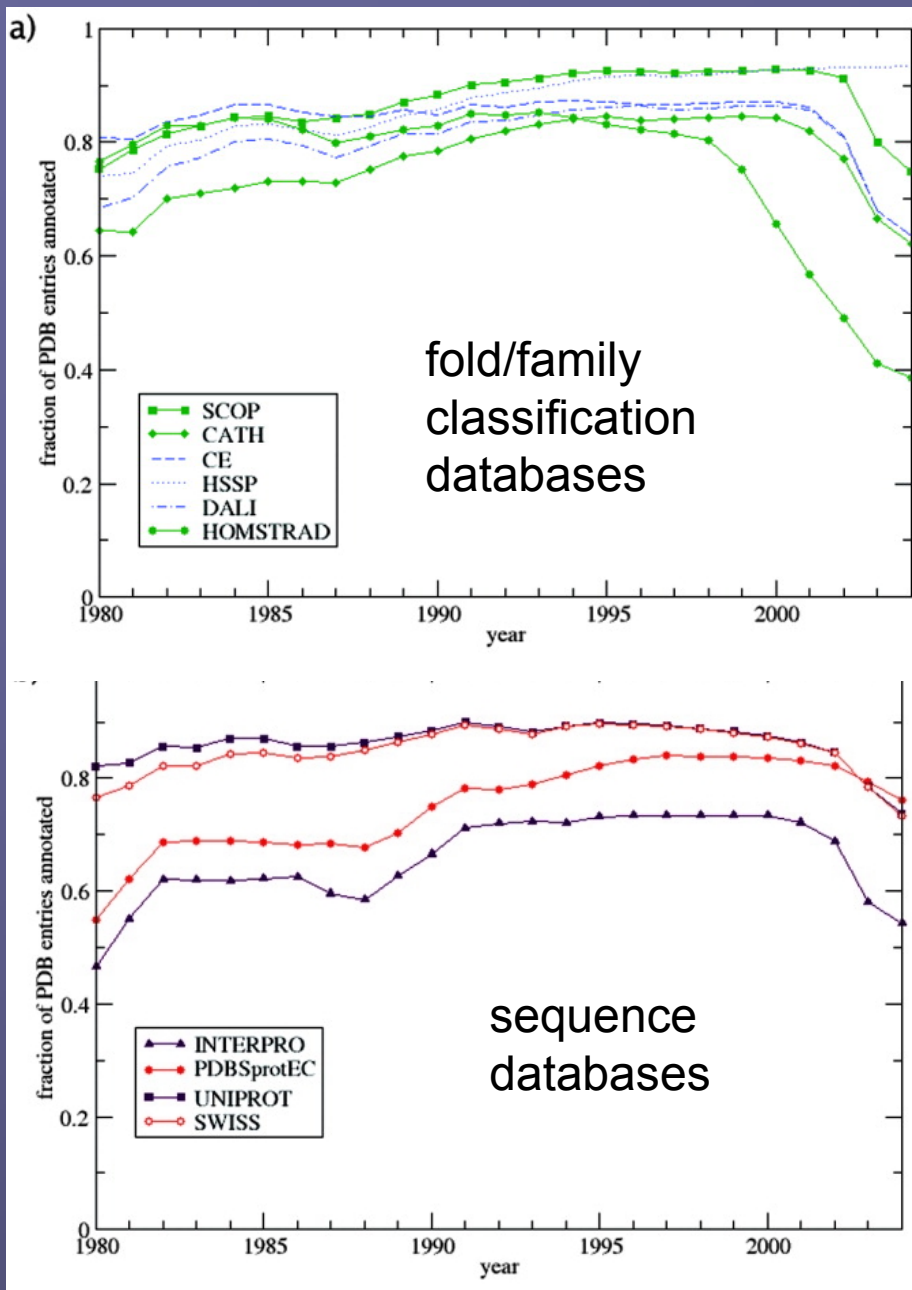 a)
1
0.8
0.6
0.4
0.2
0
fraction of PDB entries annotated
fold/family
classification
databases
SCOP
CATH
CE
HSSP
DALI
HOMSTRAD
1980
1985
1990
1995
2000
year
0.8
0.6
0.4
0.2
0
fraction of PDB entries annotated
sequence
databases
INTERPRO
PDBSprotEC
UNIPROT
SWISS
1980
1985
1990
1995
2000
year